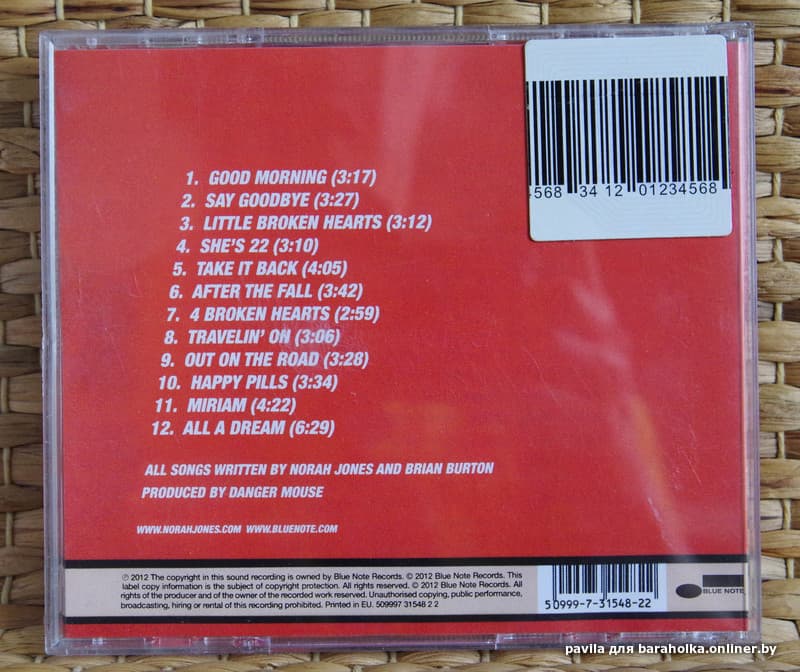 568 34 12 01234568
1. GOOD MORNING (3:17)
2. SAY GOODBYE (3:27)
3. LITTLE BROKEN HEARTS (3:12)
4. SHE'S 22 (3:10)
5. TAKE IT BACK (4:05)
6. AFTER THE FALL (3:42)
7. 4 BROKEN HEARTS (2:59)
8. TRAVELIN' ON (3:06)
9. OUT ON THE ROAD (3:28)
10. HAPPY PILLS (3:34)
11. MIRIAM (4:22)
12. ALL A DREAM (6:29)
ALL SONGS WRITTEN BY NORAH JONES AND BRIAN BURTON
PRODUCED BY DANGER MOUSE
WWW.NORAHJONES.COM WWW.BLUENOTE.COM
℗ 2012 The copyright in this sound recording is owned by Blue Note Records. © 2012 Blue Note Records. This
label copy information is the subject of copyright protection. All rights reserved. © 2012 Blue Note Records. All
rights of the producer and of the owner of the recorded work reserved. Unauthorised copying, public performance,
broadcasting, hiring or rental of this recording prohibited. Printed in EU. 509997 31548 2 2
5 0999-7-31548-22
BLUE NOTE
pavila для baraholka.onliner.by